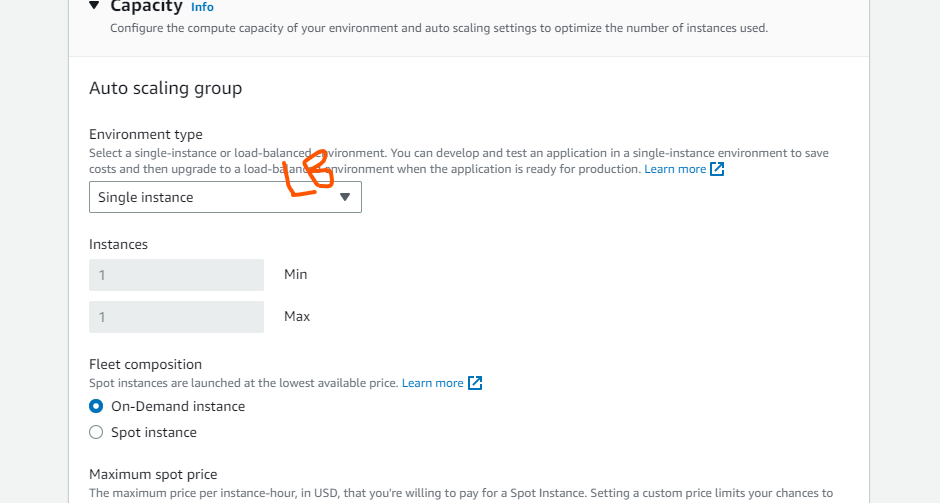 Capacity Info
Configure the compute capacity of your environment and auto scaling settings to optimize the number of instances used.
Auto scaling group
Environment type
Select a single-instance or load-balanced environment. You can develop and test an application in a single-instance environment to save
costs and then upgrade to a load-balanced environment when the application is ready for production. Learn more
LB
Single instance
Instances
1 Min
1 Max
Fleet composition
Spot instances are launched at the lowest available price. Learn more
On-Demand instance
Spot instance
Maximum spot price
The maximum price per instance-hour, in USD, that you're willing to pay for a Spot Instance. Setting a custom price limits your chances to